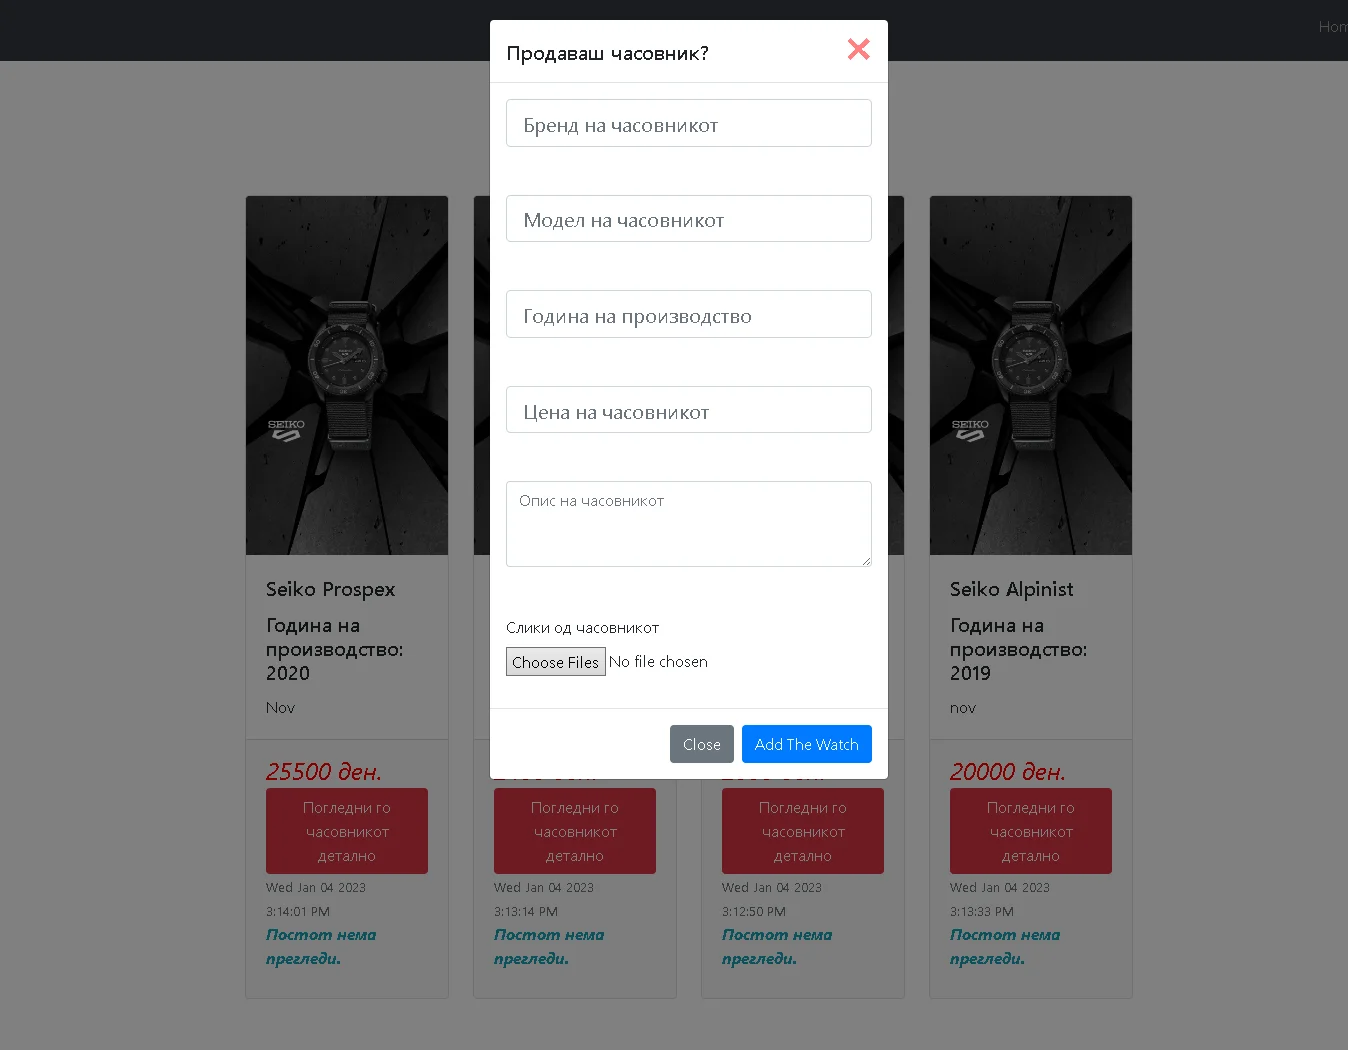 Hom
Продаваш часовник?
Бренд на часовникот
Модел на часовникот
Година на производство
Цена на часовникот
Опис на часовникот
Слики од часовникот
Choose Files No file chosen
Close Add The Watch
SEIKO
Seiko Prospex
Година на
производство:
2020
Nov
25500 ден.
Погледни го
часовникот
детално
Wed Jan 04 2023
3:14:01 PM
Постот нема
прегледи.
Погледни го
часовникот
детално
Wed Jan 04 2023
3:13:14 PM
Постот нема
прегледи.
Погледни го
часовникот
детално
Wed Jan 04 2023
3:12:50 PM
Постот нема
прегледи.
SEIKO
Seiko Alpinist
Година на
производство:
2019
nov
20000 ден.
Погледни го
часовникот
детално
Wed Jan 04 2023
3:13:33 PM
Постот нема
прегледи.